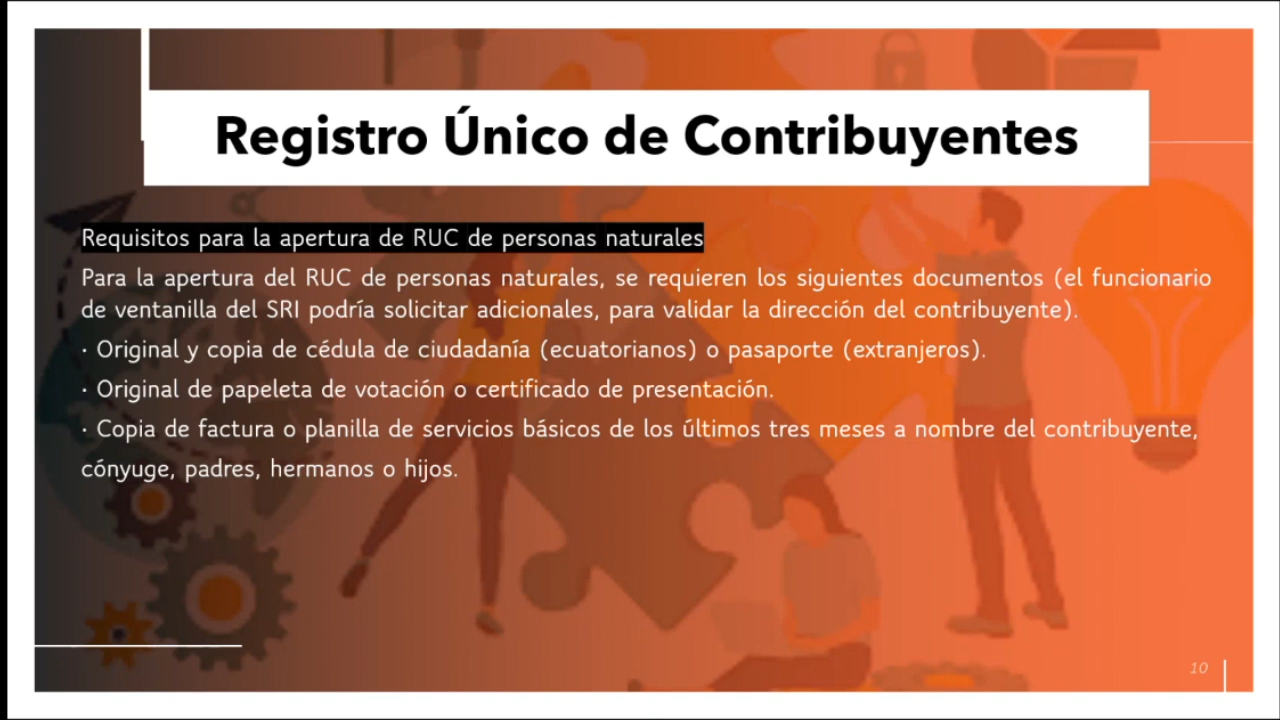 Registro Único de Contribuyentes
Requisitos para la apertura de RUC de personas naturales
Para la apertura del RUC de personas naturales, se requieren los siguientes documentos (el funcionario
de ventanilla del SRI podría solicitar adicionales, para validar la dirección del contribuyente).
· Original y copia de cédula de ciudadanía (ecuatorianos) o pasaporte (extranjeros).
· Original de papeleta de votación o certificado de presentación.
· Copia de factura o planilla de servicios básicos de los últimos tres meses a nombre del contribuyente,
cónyuge, padres, hermanos o hijos.
10